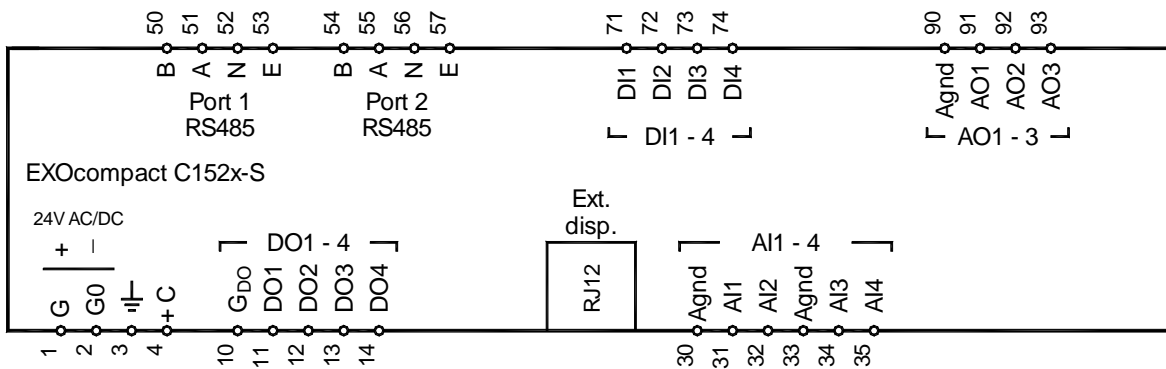 50 51 52 53 54 55 56 57 71 72 73 74 90 91 92 93
B A N E B A N E DI1 DI2 DI3 DI4 Agnd AO1 AO2 AO3
Port 1 Port 2
RS485 RS485
DI1 - 4 AO1 - 3
EXOcompact C152x-S
Ext.
disp.
24V AC/DC
+ –
DO1 - 4 AI1 - 4
G G0 +C GDO DO1 DO2 DO3 DO4 RJ12 Agnd AI1 AI2 Agnd AI3 AI4
1 2 3 4 10 11 12 13 14 30 31 32 33 34 35